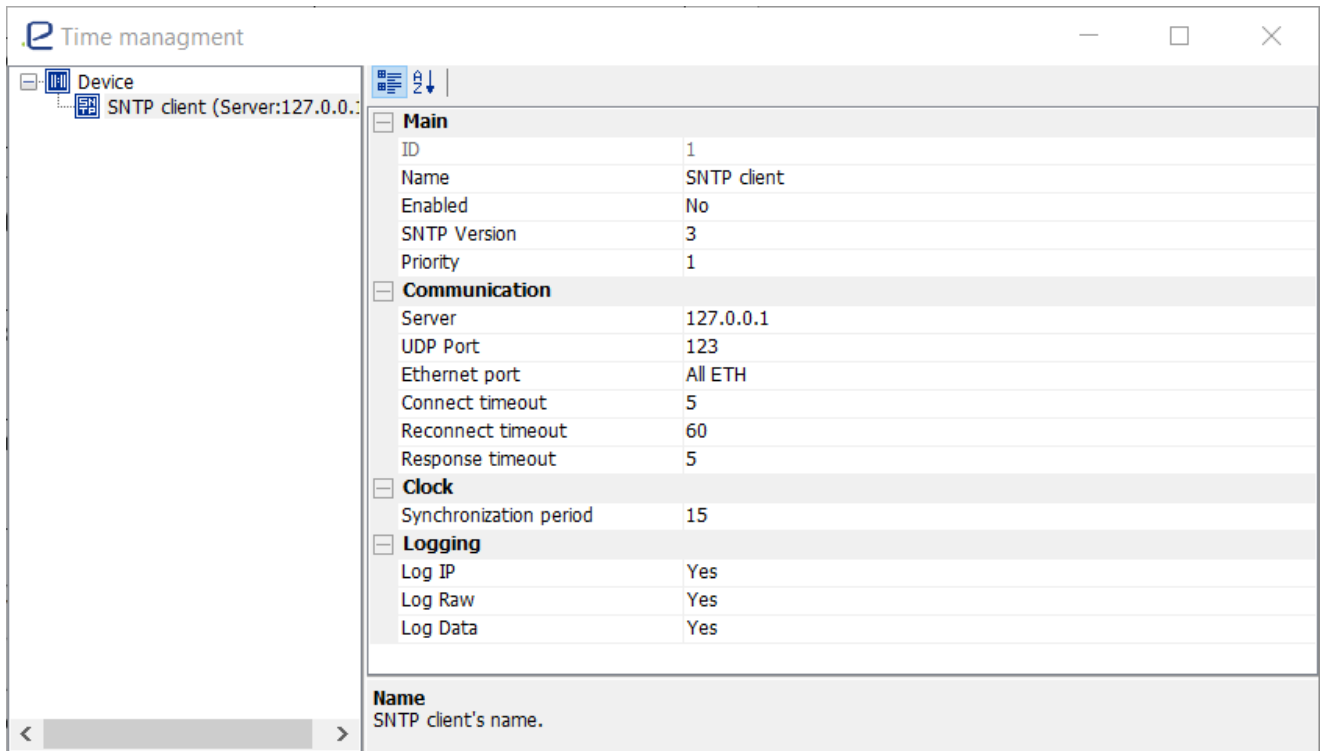 Time managment
Device
SNTP client (Server:127.0.0.1
Main
ID 1
Name SNTP client
Enabled No
SNTP Version 3
Priority 1
Communication
Server 127.0.0.1
UDP Port 123
Ethernet port All ETH
Connect timeout 5
Reconnect timeout 60
Response timeout 5
Clock
Synchronization period 15
Logging
Log IP Yes
Log Raw Yes
Log Data Yes
Name
SNTP client's name.